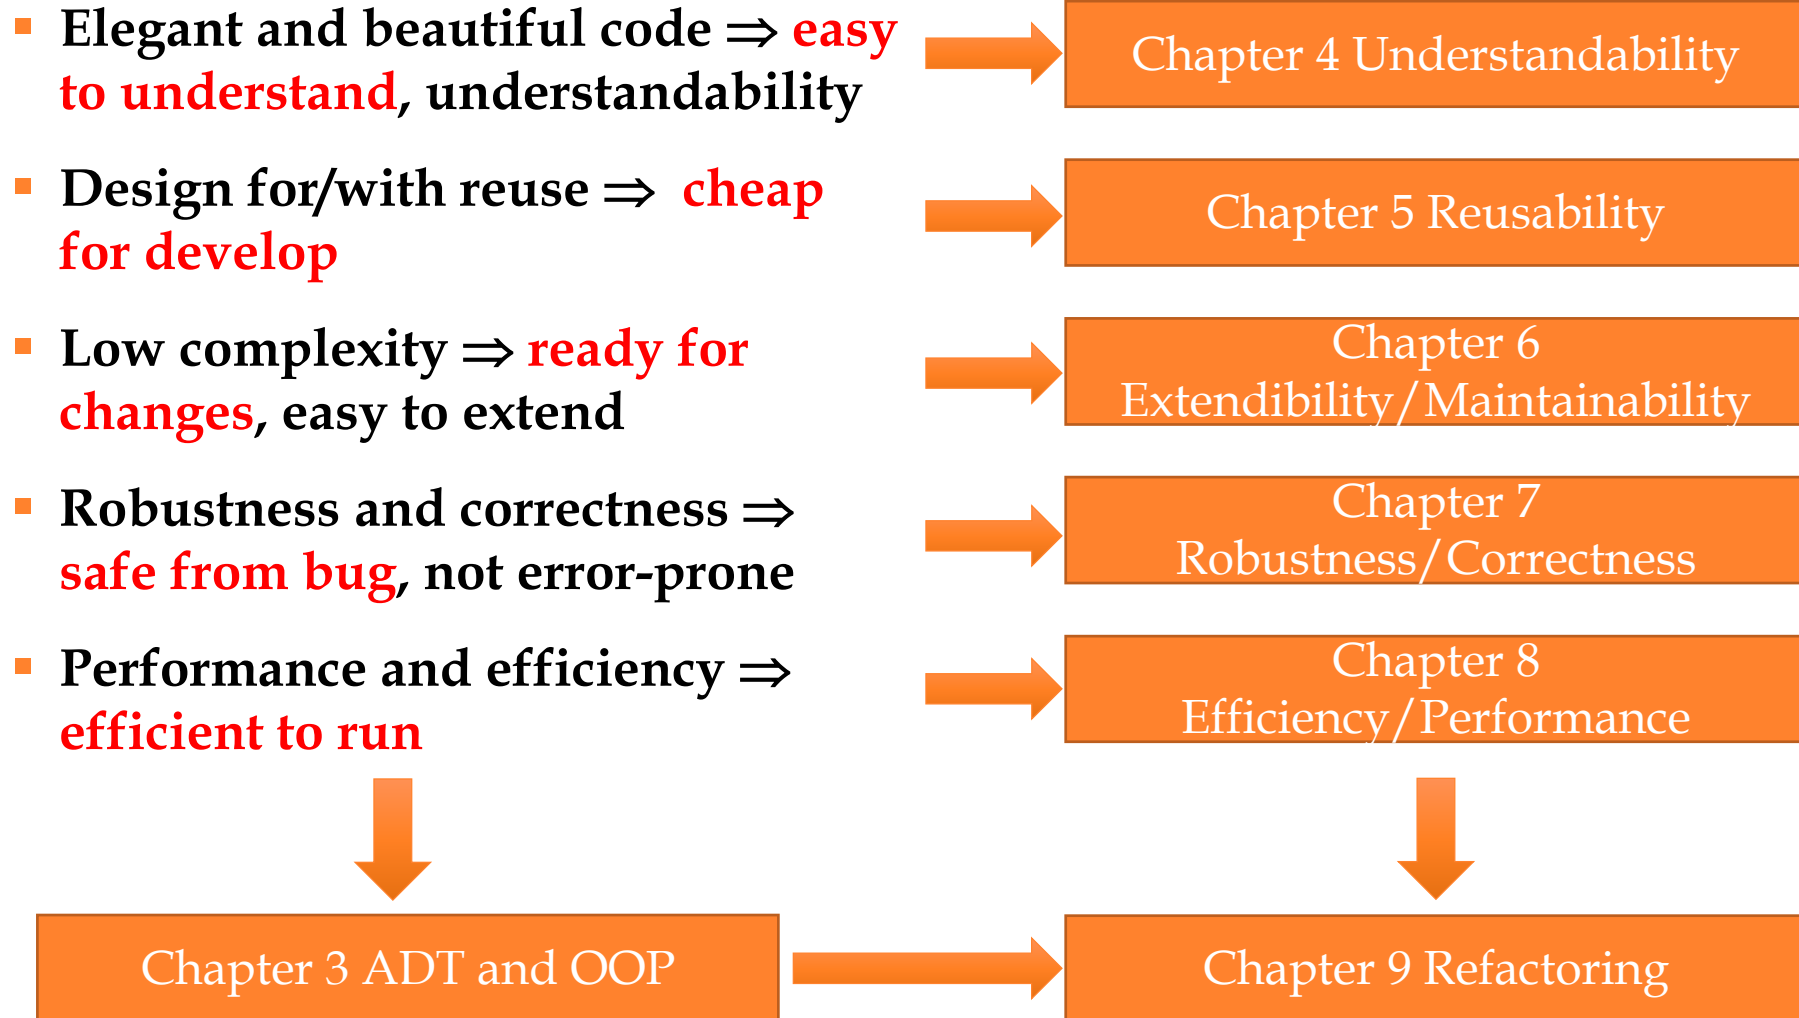 ▪ Elegant and beautiful code ⇒ easy
to understand, understandability
Chapter 4 Understandability
▪ Design for/with reuse ⇒ cheap
for develop
Chapter 5 Reusability
▪ Low complexity ⇒ ready for
changes, easy to extend
Chapter 6
Extendibility/Maintainability
▪ Robustness and correctness ⇒
safe from bug, not error-prone
Chapter 7
Robustness/Correctness
▪ Performance and efficiency ⇒
efficient to run
Chapter 8
Efficiency/Performance
Chapter 3 ADT and OOP
Chapter 9 Refactoring